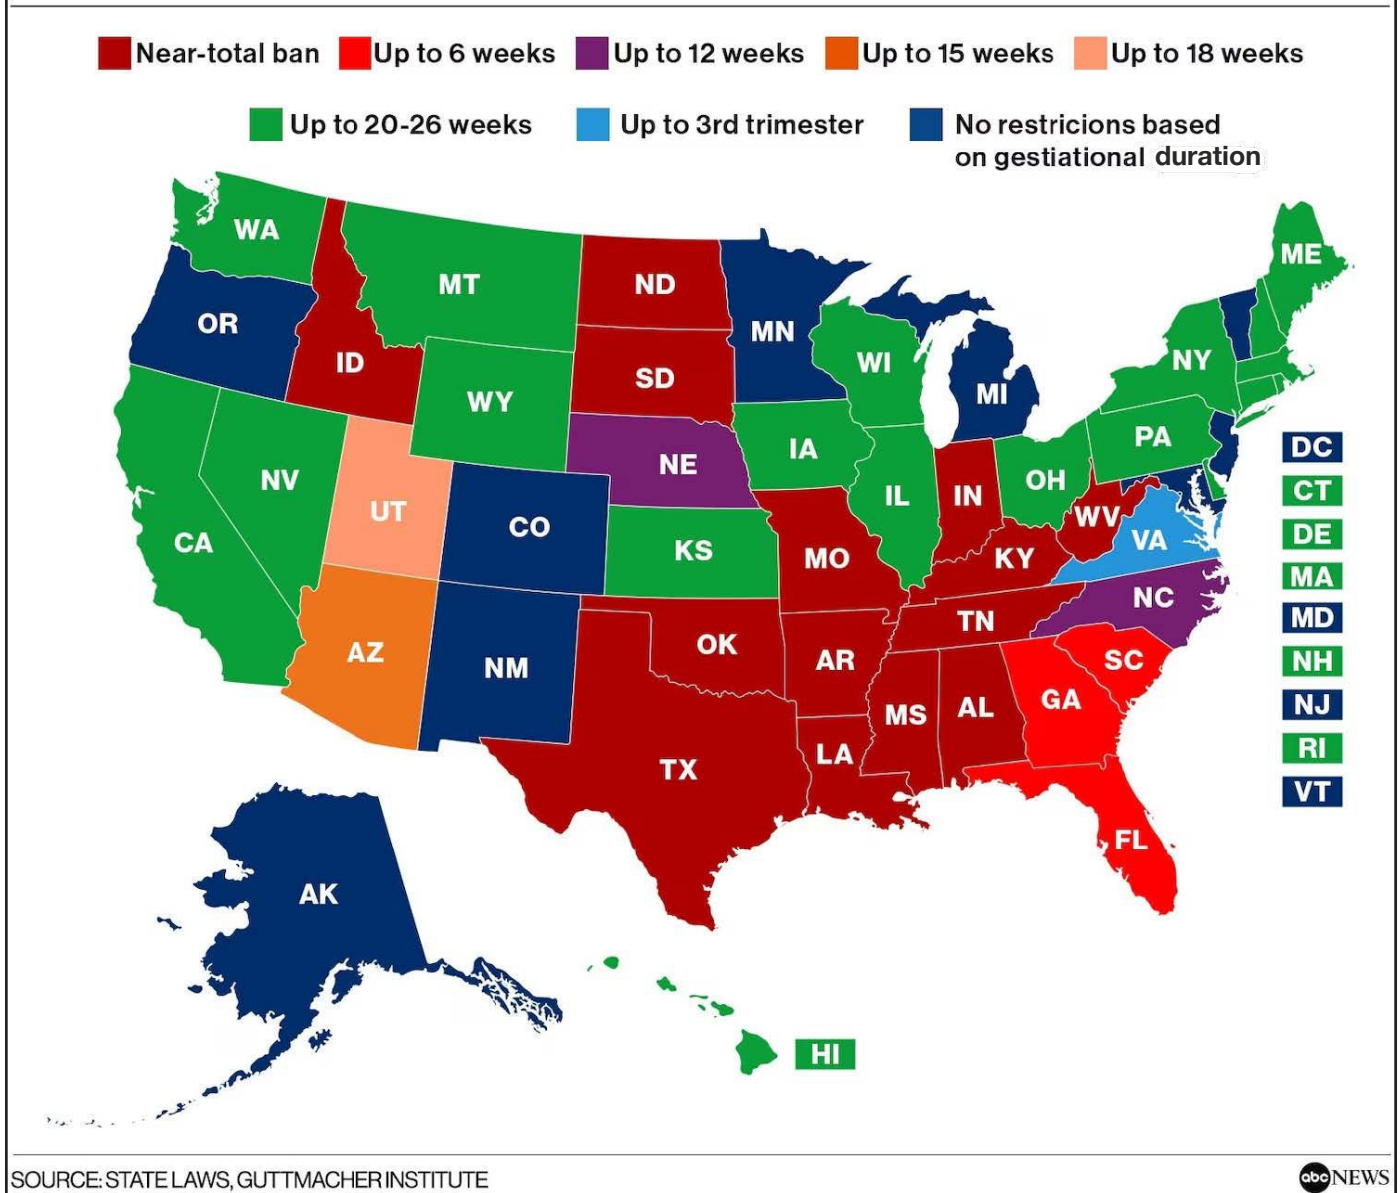 Near-total ban
Up to 6 weeks
Up to 12 weeks
Up to 15 weeks
Up to 18 weeks
Up to 20-26 weeks
Up to 3rd trimester
No restricions based
on gestiational duration
WA
MT
ND
MN
ME
OR
ID
SD
WI
MI
NY
WY
NE
IA
PA
NV
UT
CO
KS
IL
IN
OH
WV
VA
CA
MO
KY
NC
AZ
NM
OK
AR
TN
SC
MS
AL
GA
TX
LA
FL
DC
CT
DE
MA
MD
NH
NJ
RI
VT
AK
HI
SOURCE: STATE LAWS, GUTTMACHER INSTITUTE
abc NEWS